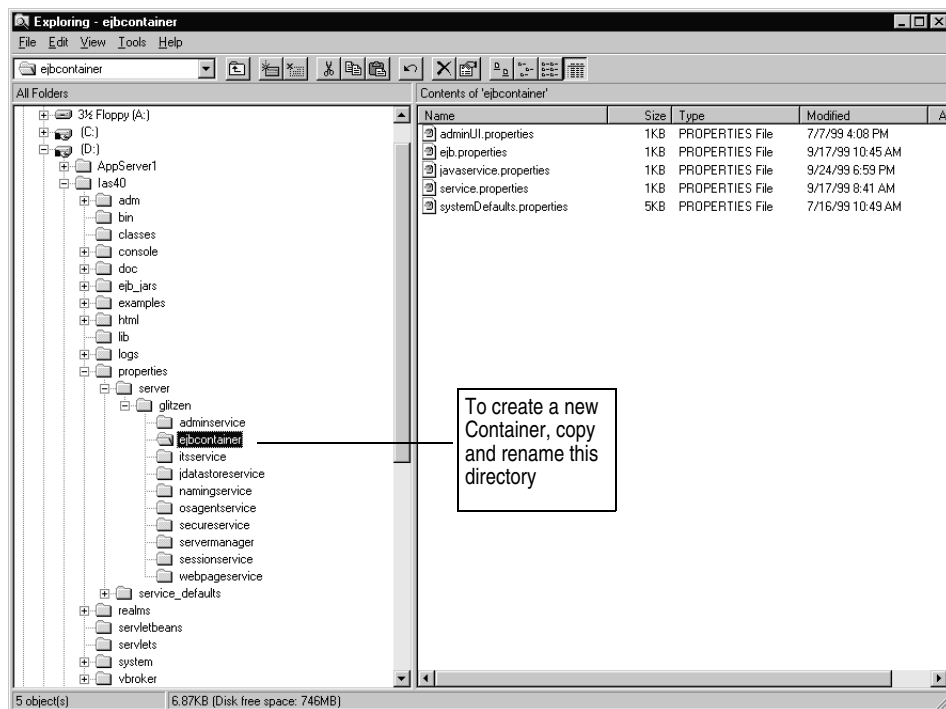 Exploring - ejbcontainer
File Edit View Tools Help
ejbcontainer
All Folders
Contents of 'ejbcontainer'
3½ Floppy (A:)
(C:)
(D:)
AppServer1
Ias40
adm
bin
classes
console
doc
ejb_jars
examples
html
lib
logs
properties
server
glitzen
adminservice
ejbcontainer
itsservice
jdatastoreservice
namingservice
osagentservice
secureservice
servermanager
sessionservice
webpageservice
service_defaults
realms
servletbeans
servlets
system
vbroker
Name Size Type Modified A
adminUI.properties 1KB PROPERTIES File 7/7/99 4:08 PM
ejb.properties 1KB PROPERTIES File 9/17/99 10:45 AM
javaservice.properties 1KB PROPERTIES File 9/24/99 6:59 PM
service.properties 1KB PROPERTIES File 9/17/99 8:41 AM
systemDefaults.properties 5KB PROPERTIES File 7/16/99 10:49 AM
To create a new
Container, copy
and rename this
directory
5 object(s) 6.87KB (Disk free space: 746MB)